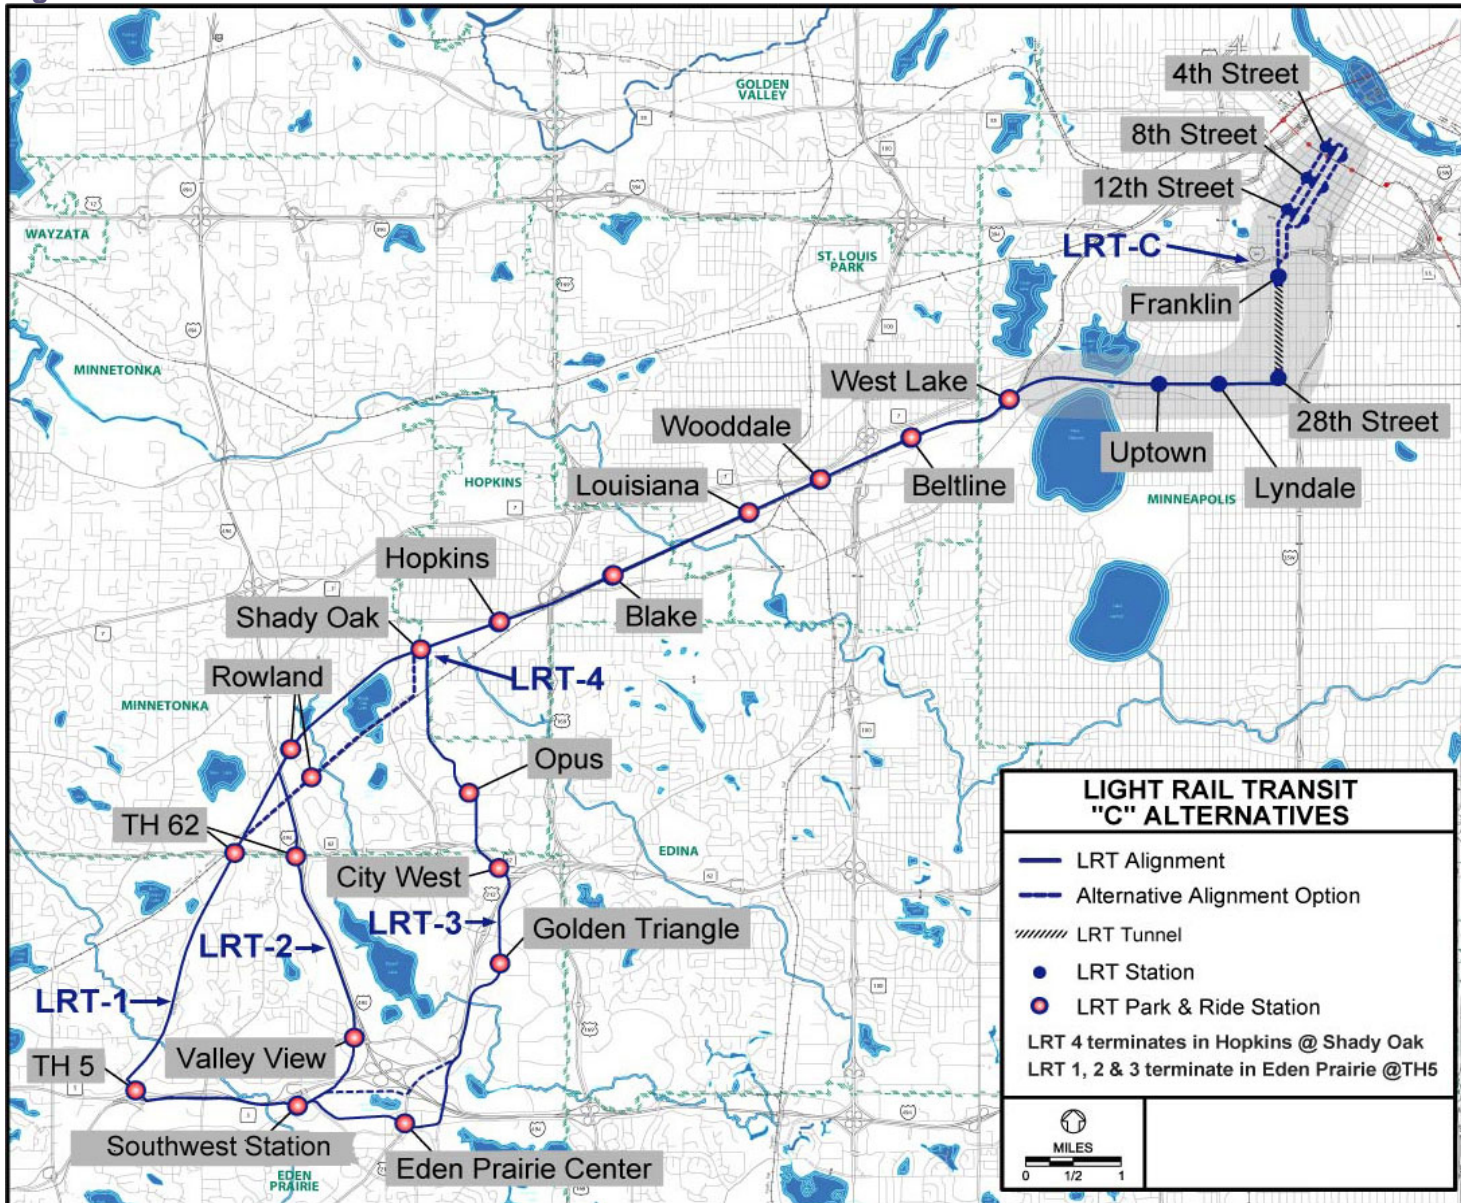 4th Street
GOLDEN
VALLEY
8th Street
12th Street
WAYZATA
LRT-C
ST. LOUIS
PARK
Franklin
MINNETONKA
West Lake
Wooddale
28th Street
Uptown
HOPKINS
Louisiana
Beltline
Lyndale
MINNEAPOLIS
Hopkins
Shady Oak
Blake
Rowland
LRT-4
MINNETONKA
Opus
TH 62
EDINA
City West
LRT-3
Golden Triangle
LRT-2
LRT-1
Valley View
TH 5
Southwest Station
Eden Prairie Center
EDEN
PRAIRIE
LIGHT RAIL TRANSIT
"C" ALTERNATIVES
LRT Alignment
Alternative Alignment Option
LRT Tunnel
LRT Station
LRT Park & Ride Station
LRT 4 terminates in Hopkins @ Shady Oak
LRT 1, 2 & 3 terminate in Eden Prairie @TH5
MILES
0 1/2 1